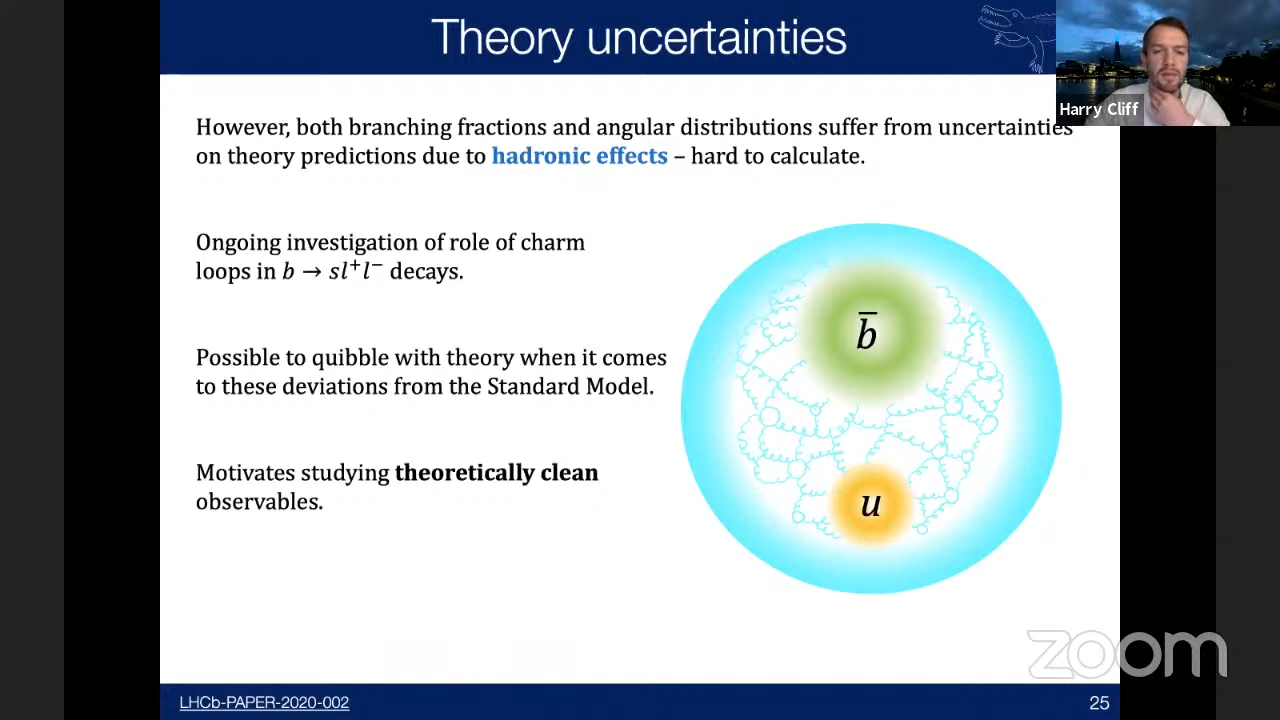 Theory uncertainties
Harry Cliff
However, both branching fractions and angular distributions suffer from uncertainties
on theory predictions due to hadronic effects – hard to calculate.
Ongoing investigation of role of charm
loops in b → sl⁺l⁻ decays.
Possible to quibble with theory when it comes
to these deviations from the Standard Model.
Motivates studying theoretically clean
observables.
b̄
u
zoom
LHCb-PAPER-2020-002
25